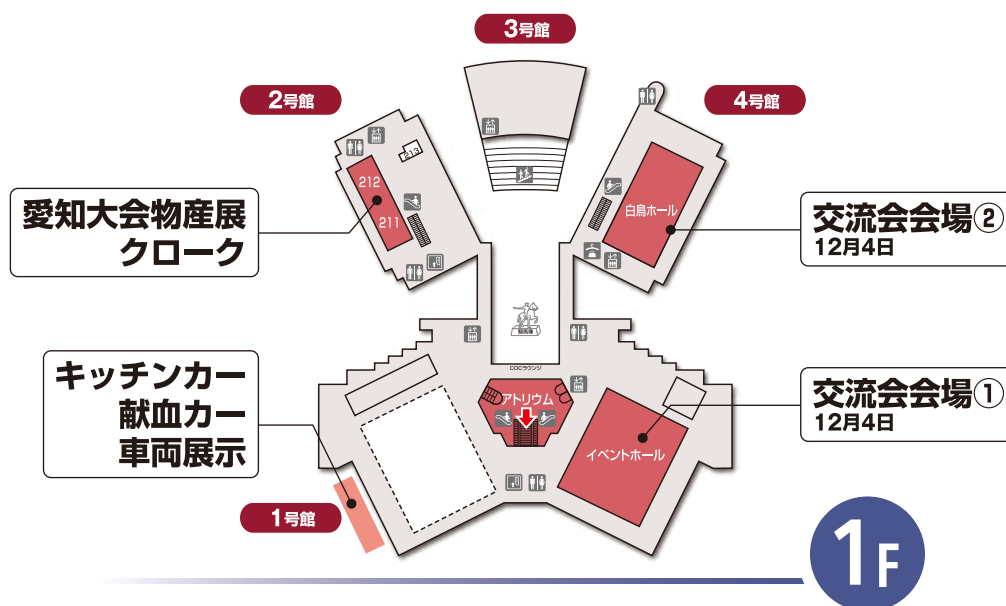 3号館
2号館
4号館
213
212
211
愛知大会物産展
クローク
白鳥ホール
交流会会場②
12月4日
キッチンカー
献血カー
車両展示
COCラウンジ
アトリウム
交流会会場①
12月4日
イベントホール
1号館
1F